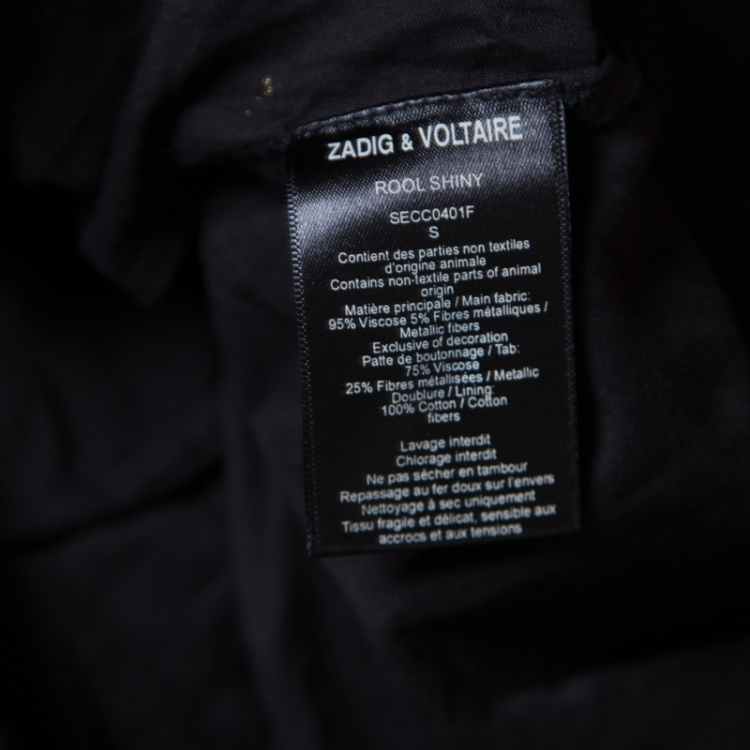 ZADIG & VOLTAIRE
ROOL SHINY
SECC0401F
S
Contient des parties non textiles
d'origine animale
Contains non-textile parts of animal
origin
Matière principale / Main fabric:
95% Viscose 5% Fibres métalliques /
Metallic fibers
Exclusive of decoration
Patte de boutonnage / Tab:
75% Viscose
25% Fibres métallisées / Metallic
Doublure / Lining:
100% Cotton / Cotton
fibers
Lavage interdit
Chlorage interdit
Ne pas sécher en tambour
Repassage au fer doux sur l'envers
Nettoyage à sec uniquement
Tissu fragile et délicat, sensible aux
accrocs et aux tensions